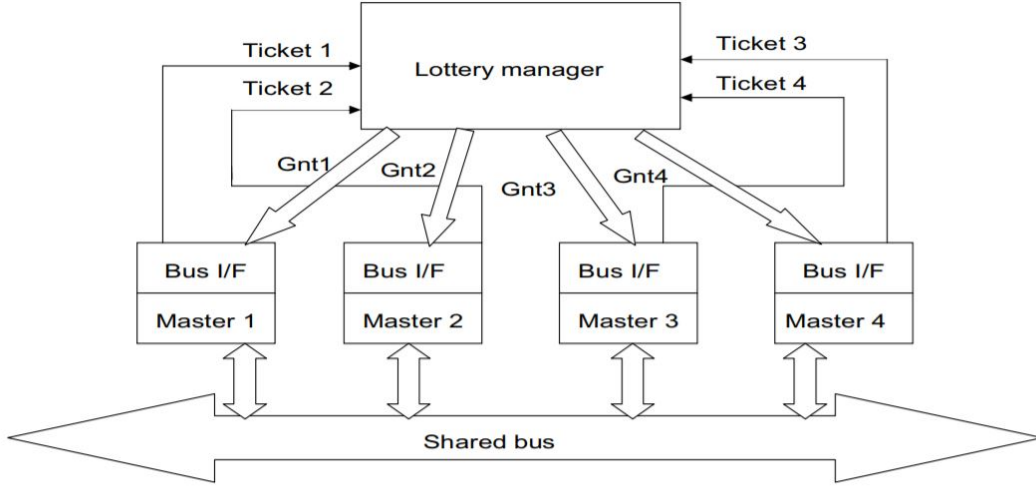 Ticket 1
Ticket 3
Lottery manager
Ticket 2
Ticket 4
Gnt1
Gnt2
Gnt3
Gnt4
Bus I/F
Bus I/F
Bus I/F
Bus I/F
Master 1
Master 2
Master 3
Master 4
Shared bus